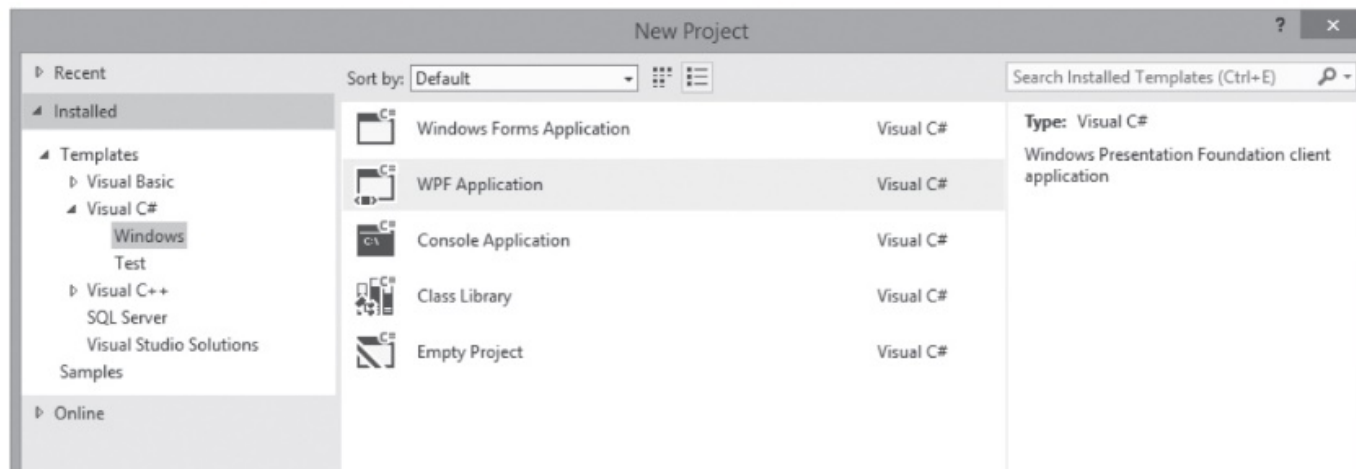 New Project
?
Recent
Installed
Templates
Visual Basic
Visual C#
Windows
Test
Visual C++
SQL Server
Visual Studio Solutions
Samples
Online
Sort by: Default
C# Windows Forms Application Visual C#
C# WPF Application Visual C#
C# C:\ Console Application Visual C#
C# Class Library Visual C#
C# Empty Project Visual C#
Search Installed Templates (Ctrl+E)
Type: Visual C#
Windows Presentation Foundation client
application